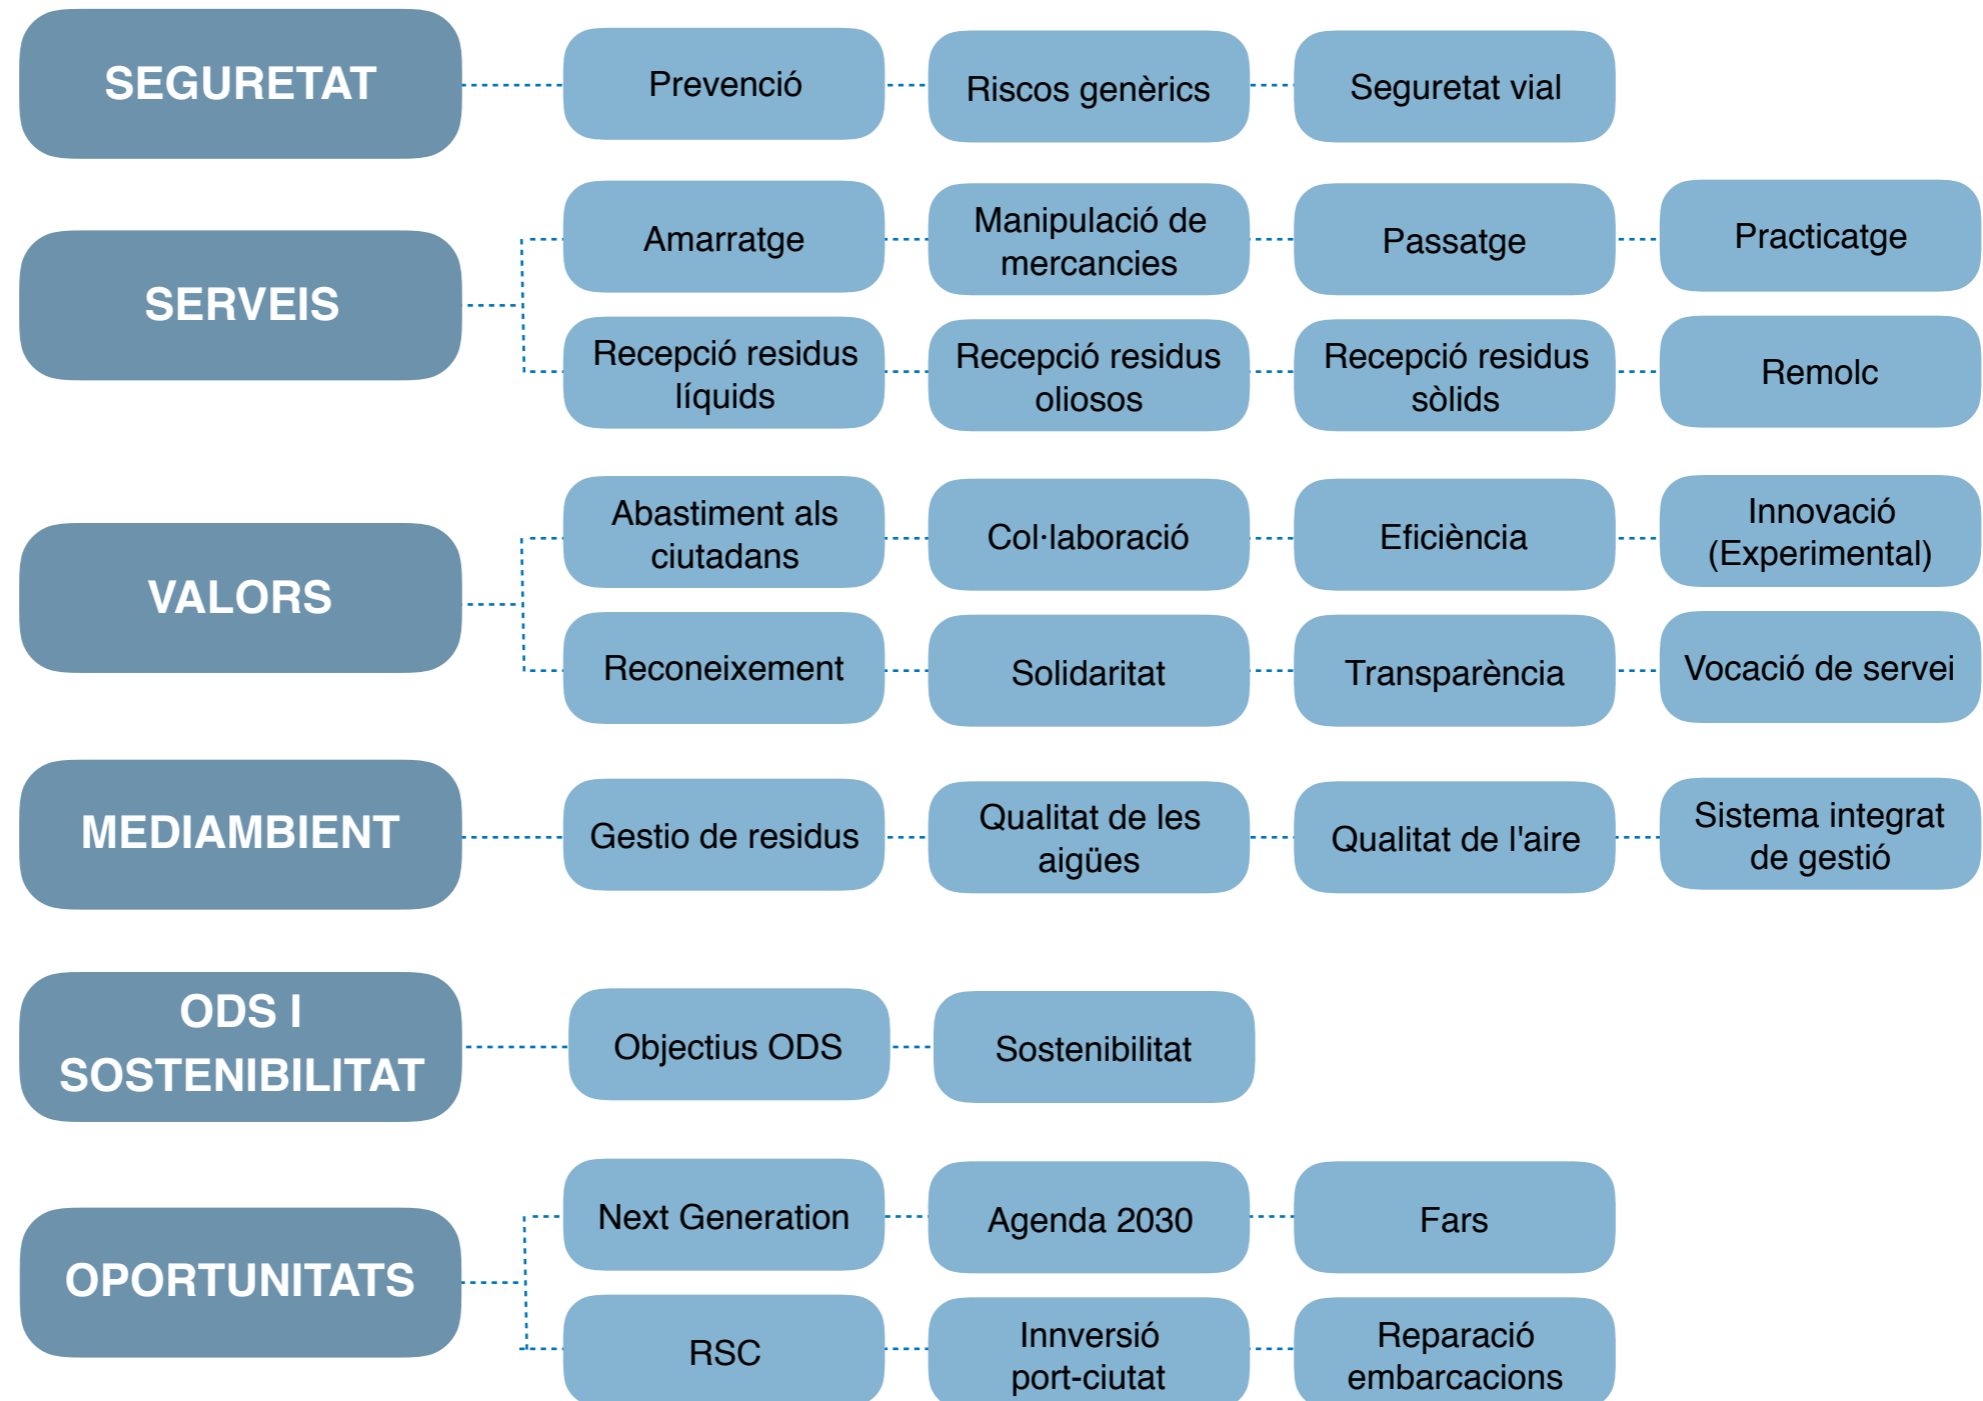 SEGURETAT
Prevenció
Riscos genèrics
Seguretat vial
SERVEIS
Amarratge
Manipulació de
mercancies
Passatge
Practicatge
Recepció residus
líquids
Recepció residus
oliosos
Recepció residus
sòlids
Remolc
VALORS
Abastiment als
ciutadans
Col·laboració
Eficiència
Innovació
(Experimental)
Reconeixement
Solidaritat
Transparència
Vocació de servei
MEDIAMBIENT
Gestio de residus
Qualitat de les
aigües
Qualitat de l'aire
Sistema integrat
de gestió
ODS I
SOSTENIBILITAT
Objectius ODS
Sostenibilitat
OPORTUNITATS
Next Generation
Agenda 2030
Fars
RSC
Innversió
port-ciutat
Reparació
embarcacions